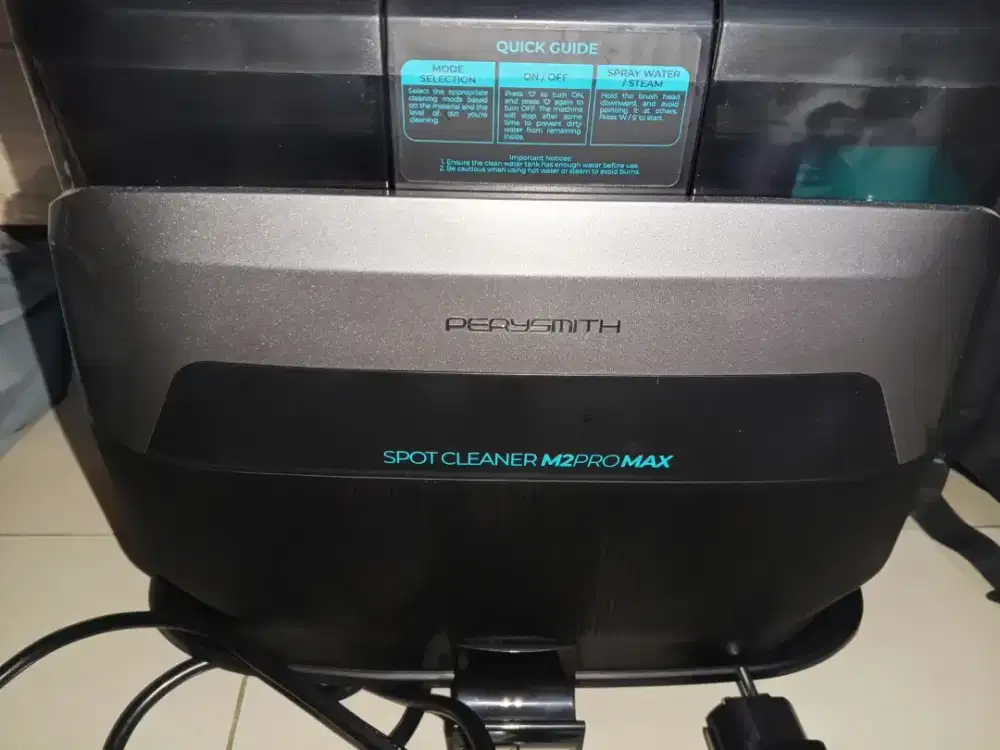 QUICK GUIDE
MODE
SELECTION
Select the appropriate
cleaning mode based
on the material and the
level of dirt you're
cleaning.
ON / OFF
Press '⏻' to turn ON,
and press '⏻' again to
turn OFF. The machine
will stop after some
time to prevent dirty
water from remaining
inside.
SPRAY WATER
/ STEAM
Hold the brush head
downward, and avoid
pointing it at others.
Press 'W / S' to start.
Important Notices:
1. Ensure the clean water tank has enough water before use.
2. Be cautious when using hot water or steam to avoid burns.
PERYSMITH
SPOT CLEANER M2PRO MAX